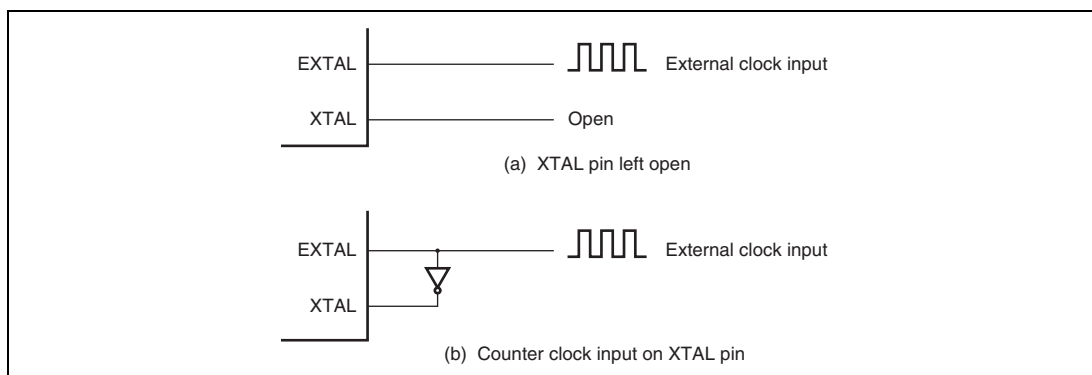 EXTAL External clock input
XTAL Open
(a) XTAL pin left open
EXTAL External clock input
XTAL
(b) Counter clock input on XTAL pin